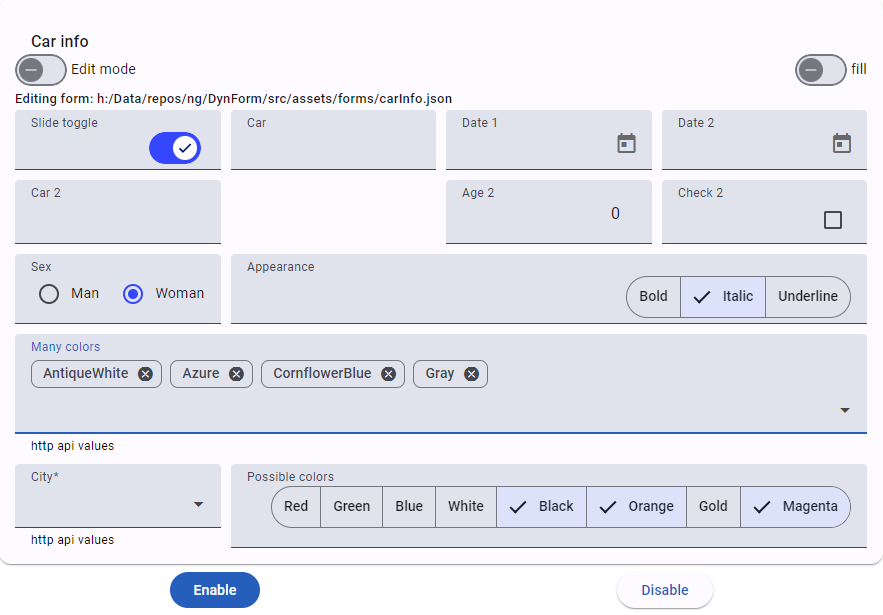 Car info
Edit mode fill
Editing form: h:/Data/repos/ng/DynForm/src/assets/forms/carInfo.json
Slide toggle Car Date 1 Date 2
Car 2 Age 2 Check 2
0
Sex Appearance
Man Woman Bold Italic Underline
Many colors
AntiqueWhite Azure CornflowerBlue Gray
http api values
City* Possible colors
Red Green Blue White Black Orange Gold Magenta
http api values
Enable Disable